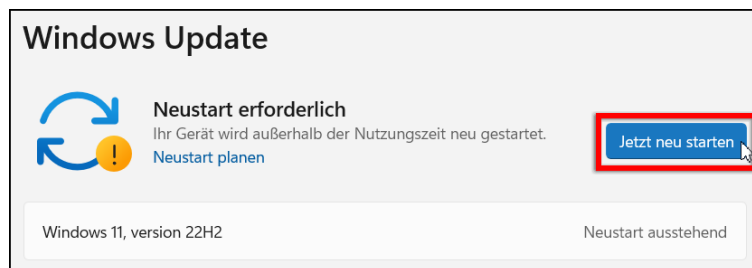 Windows Update
Neustart erforderlich
Ihr Gerät wird außerhalb der Nutzungszeit neu gestartet.
Neustart planen
Jetzt neu starten
Windows 11, version 22H2
Neustart ausstehend